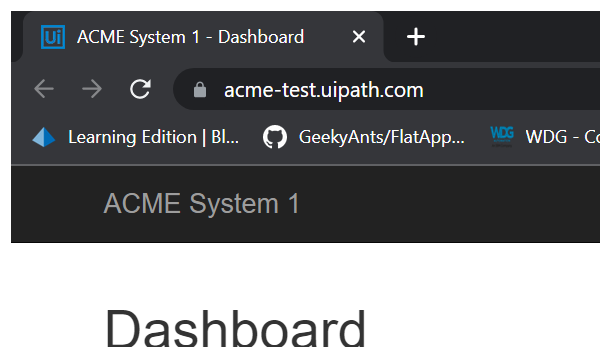 Ui ACME System 1 - Dashboard
acme-test.uipath.com
Learning Edition | Bl... GeekyAnts/FlatApp... WDG WDG - Co
ACME System 1
Dashboard